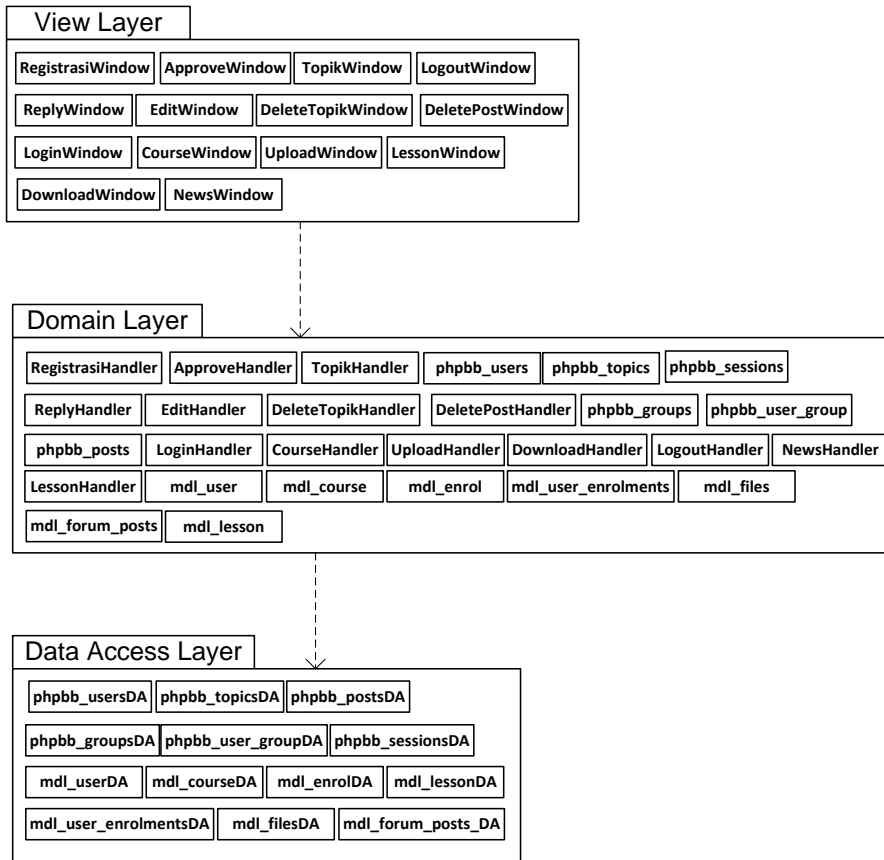 View Layer
RegistrasiWindow ApproveWindow TopikWindow LogoutWindow
ReplyWindow EditWindow DeleteTopikWindow DeletePostWindow
LoginWindow CourseWindow UploadWindow LessonWindow
DownloadWindow NewsWindow
Domain Layer
RegistrasiHandler ApproveHandler TopikHandler phpbb_users phpbb_topics phpbb_sessions
ReplyHandler EditHandler DeleteTopikHandler DeletePostHandler phpbb_groups phpbb_user_group
phpbb_posts LoginHandler CourseHandler UploadHandler DownloadHandler LogoutHandler NewsHandler
LessonHandler mdl_user mdl_course mdl_enrol mdl_user_enrolments mdl_files
mdl_forum_posts mdl_lesson
Data Access Layer
phpbb_usersDA phpbb_topicsDA phpbb_postsDA
phpbb_groupsDA phpbb_user_groupDA phpbb_sessionsDA
mdl_userDA mdl_courseDA mdl_enrolDA mdl_lessonDA
mdl_user_enrolmentsDA mdl_filesDA mdl_forum_posts_DA